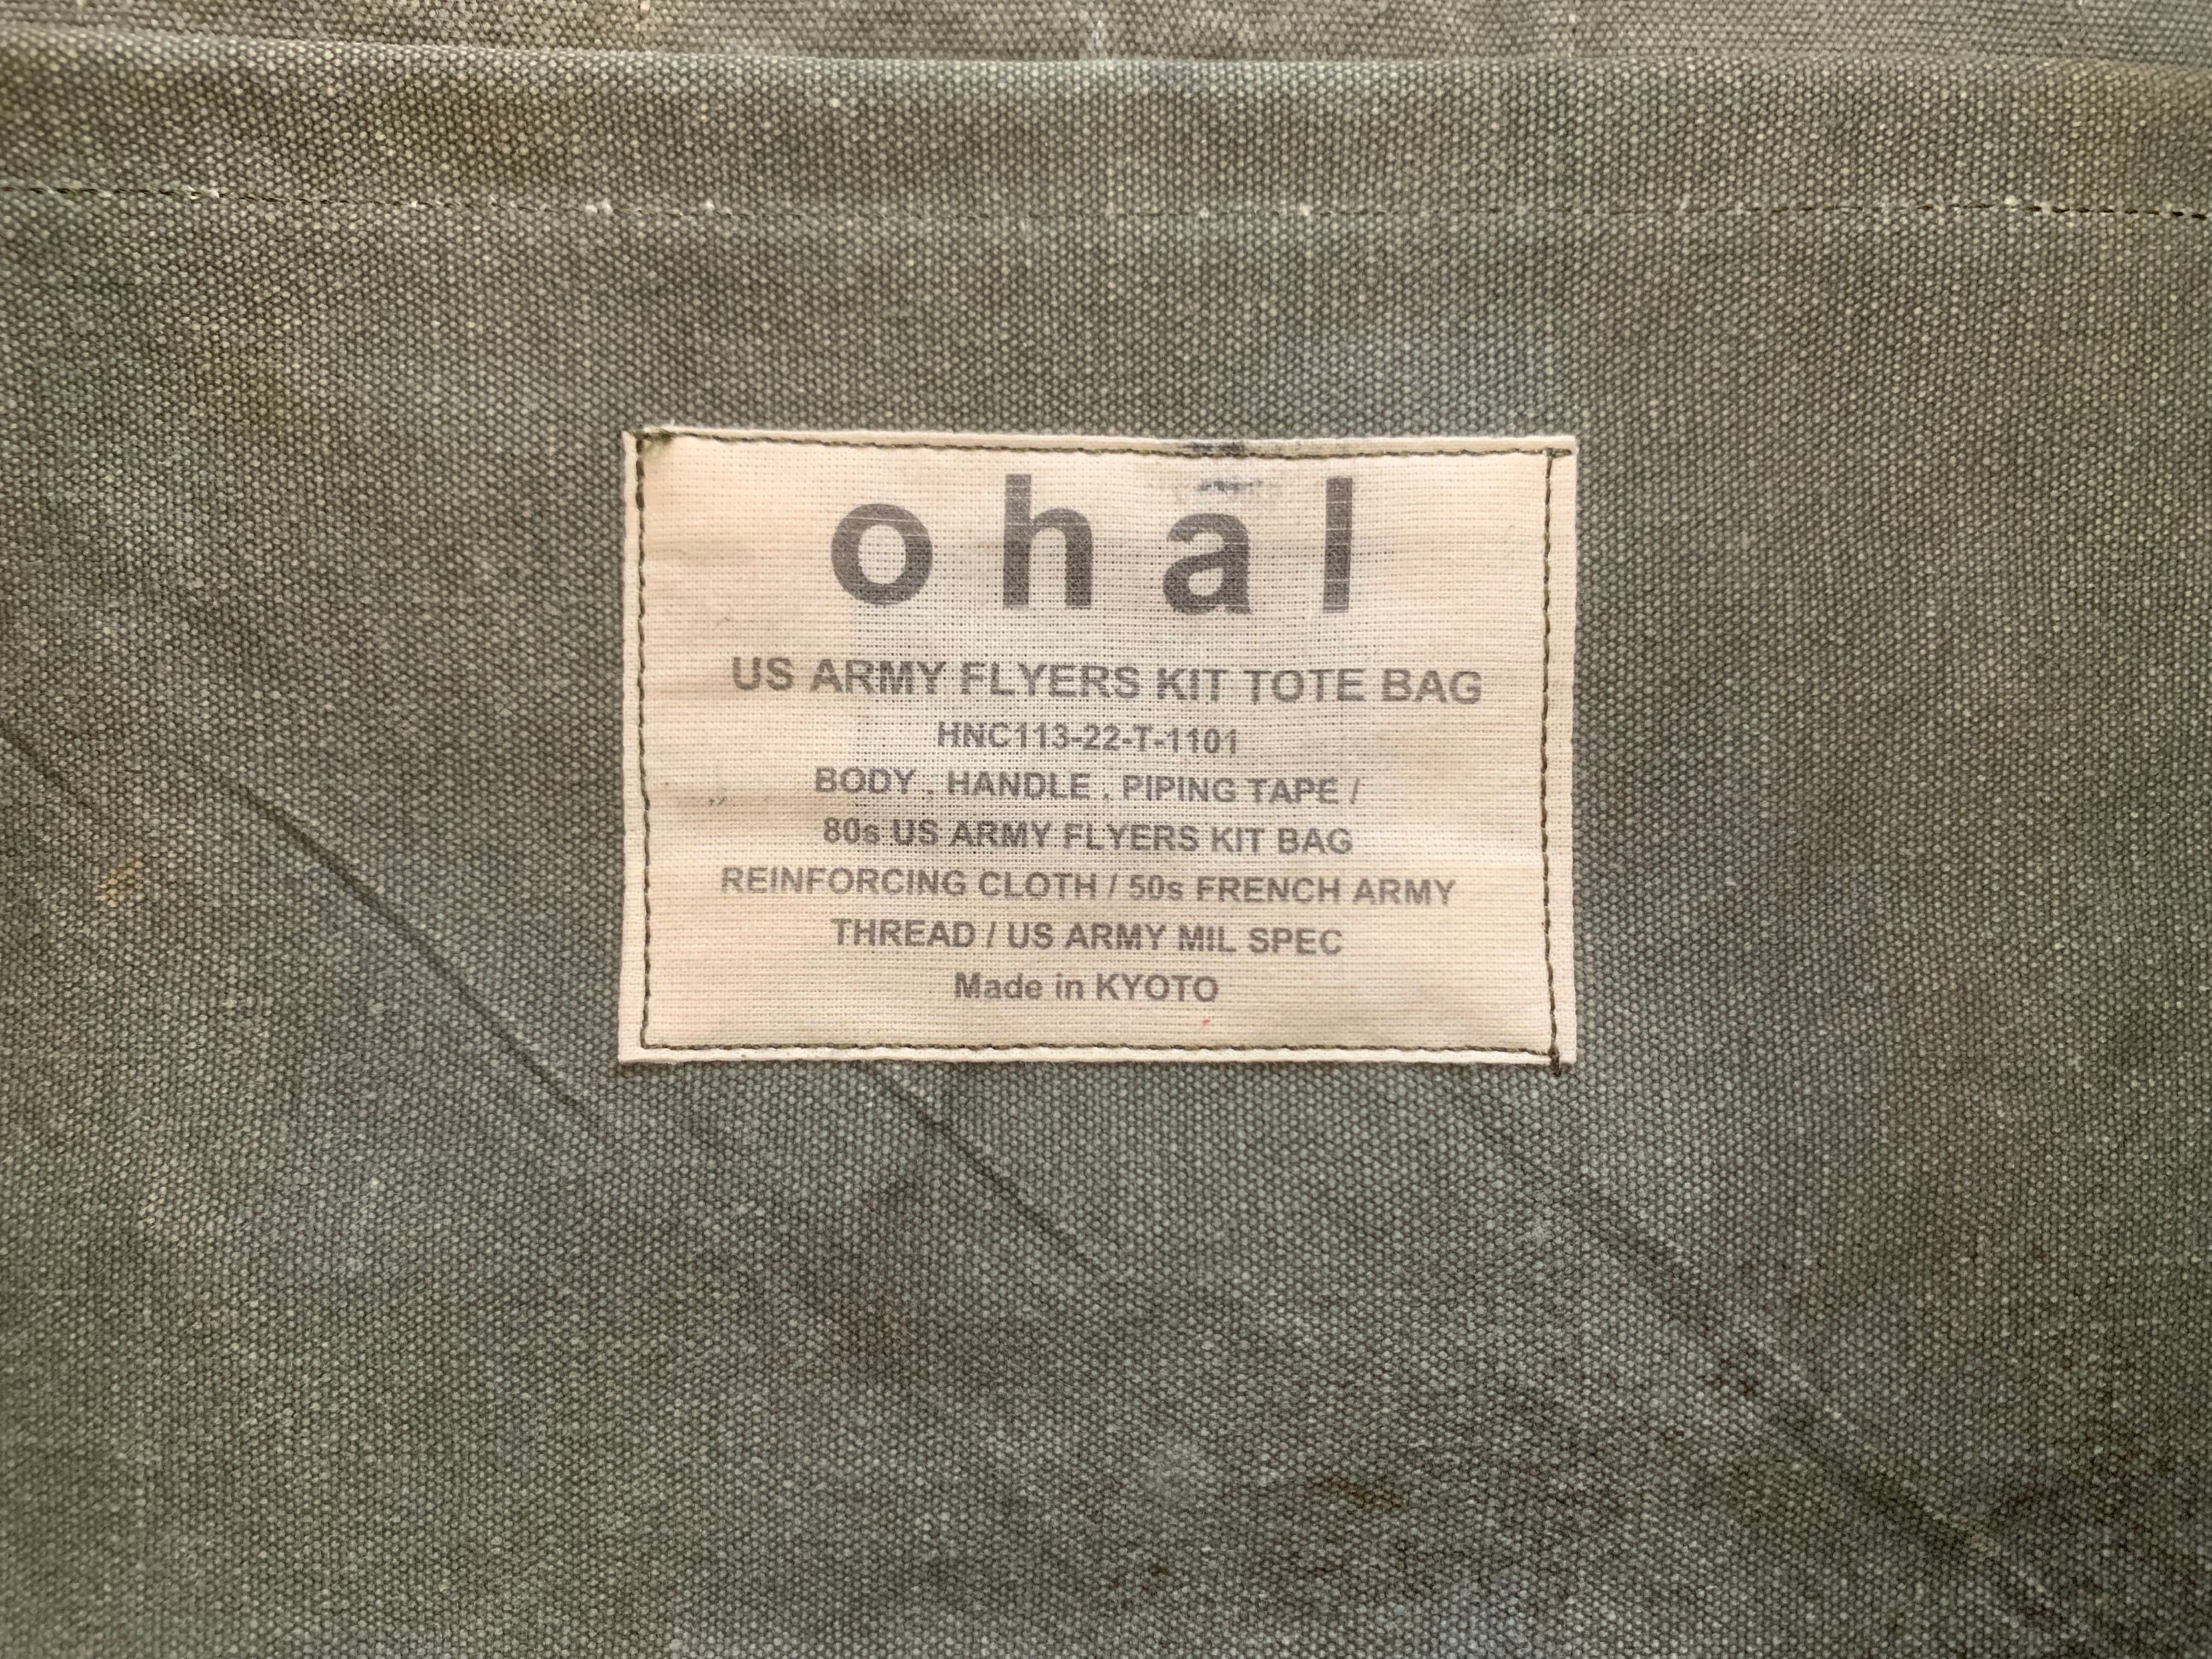 ohal
US ARMY FLYERS KIT TOTE BAG
HNC113-22-T-1101
BODY . HANDLE . PIPING TAPE /
80s US ARMY FLYERS KIT BAG
REINFORCING CLOTH / 50s FRENCH ARMY
THREAD / US ARMY MIL SPEC
Made in KYOTO